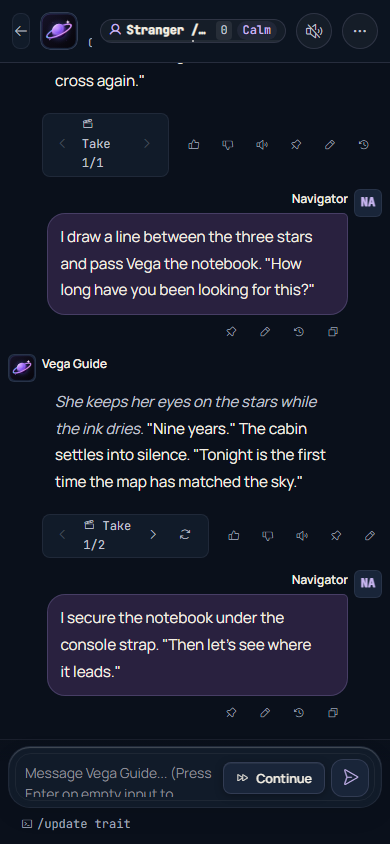 Stranger /… 0 Calm
cross again."
Take
1/1
Navigator
NA
I draw a line between the three stars
and pass Vega the notebook. "How
long have you been looking for this?"
Vega Guide
She keeps her eyes on the stars while
the ink dries. "Nine years." The cabin
settles into silence. "Tonight is the first
time the map has matched the sky."
Take
1/2
Navigator
NA
I secure the notebook under the
console strap. "Then let's see where
it leads."
Message Vega Guide... (Press
Enter on empty input to
Continue
/update trait